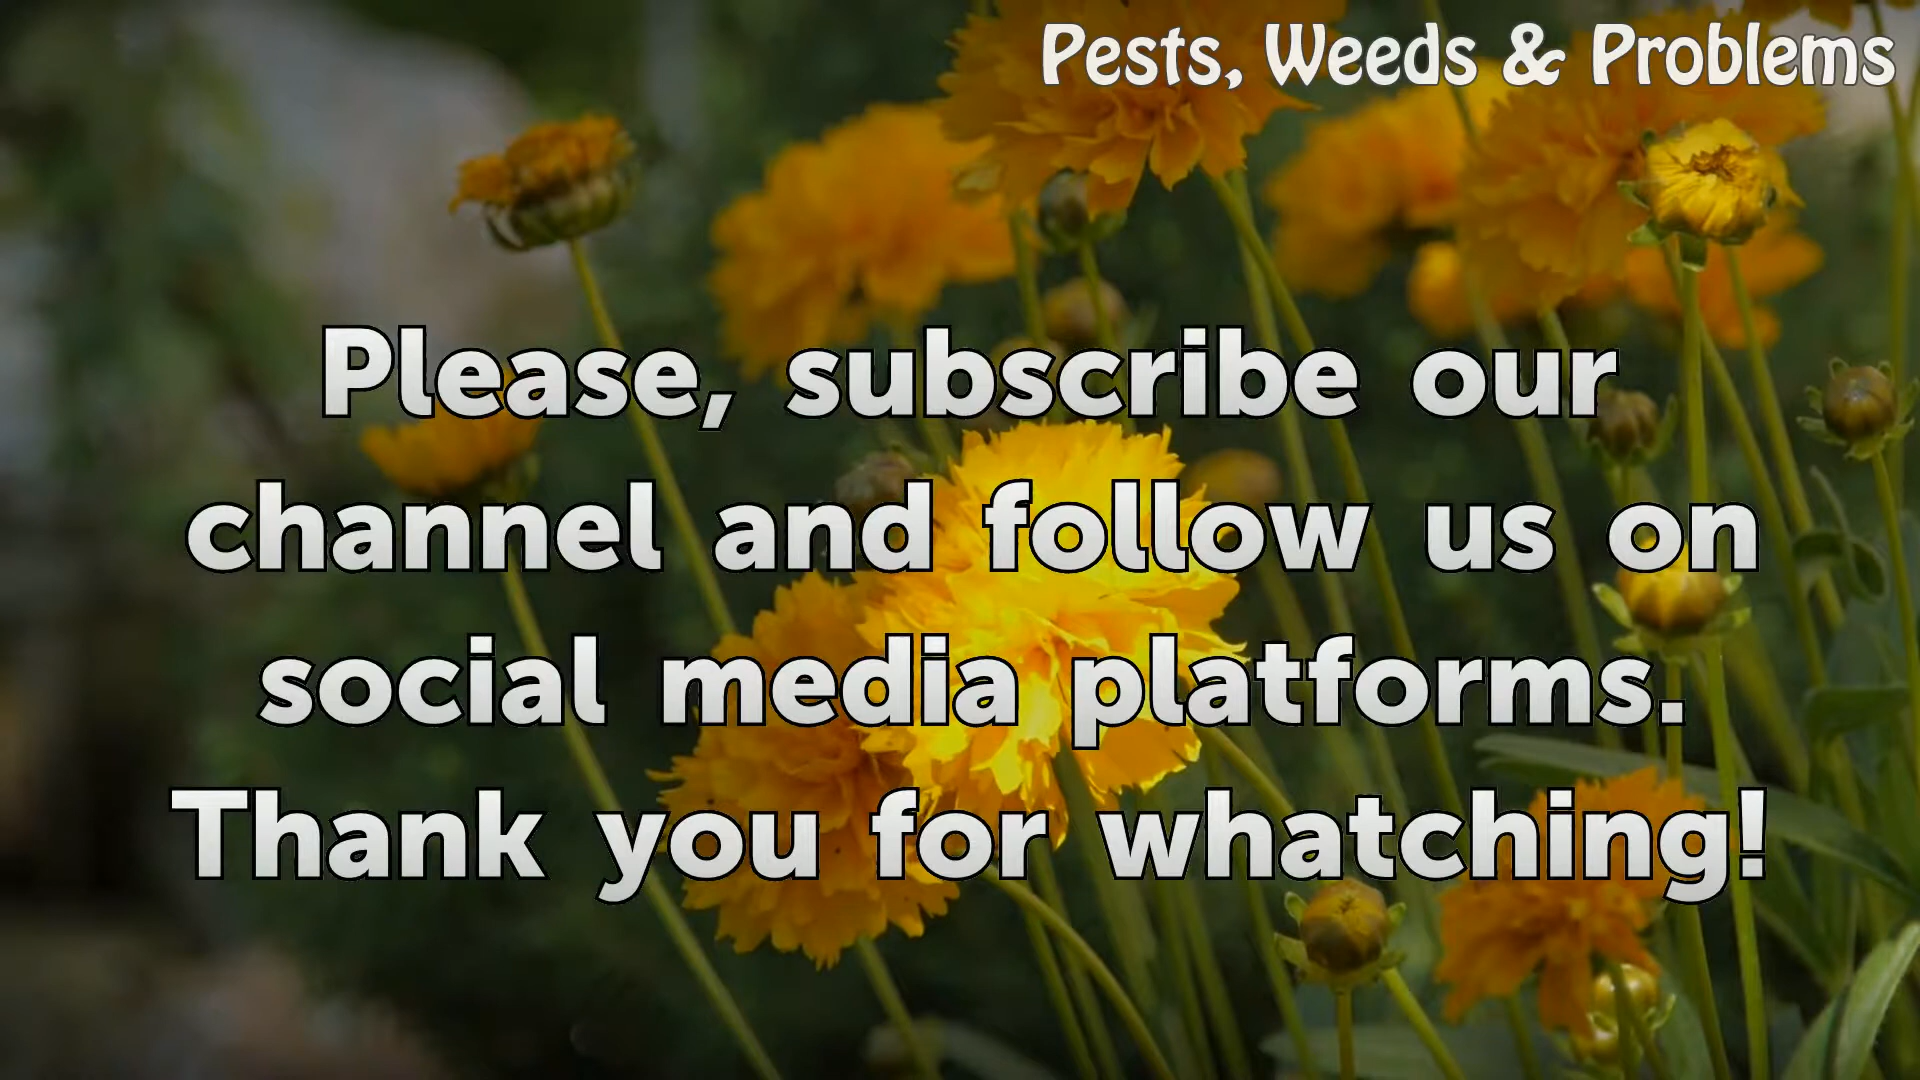 Pests, Weeds & Problems
Please, subscribe our
channel and follow us on
social media platforms.
Thank you for whatching!